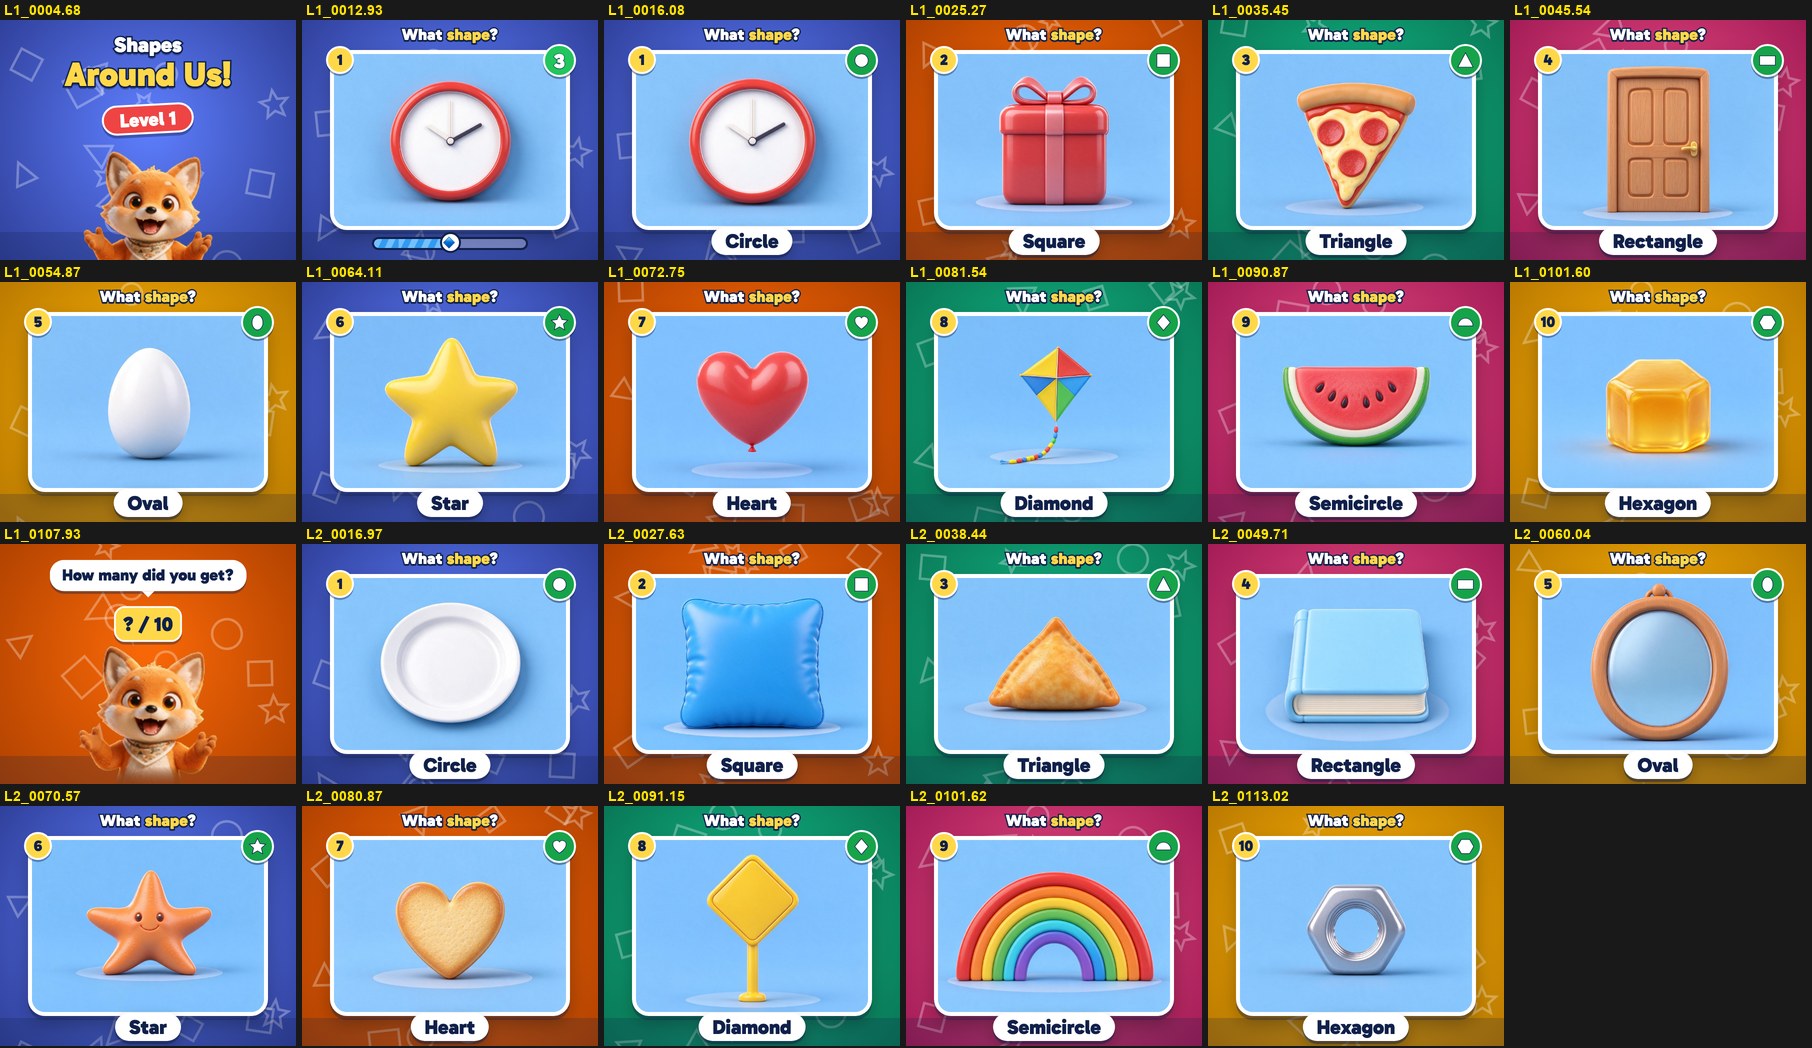 L1_0004.68
Shapes
Around Us!
Level 1
L1_0012.93
What shape?
1
3
L1_0016.08
What shape?
1
Circle
L1_0025.27
What shape?
2
Square
L1_0035.45
What shape?
3
Triangle
L1_0045.54
What shape?
4
Rectangle
L1_0054.87
What shape?
5
Oval
L1_0064.11
What shape?
6
Star
L1_0072.75
What shape?
7
Heart
L1_0081.54
What shape?
8
Diamond
L1_0090.87
What shape?
9
Semicircle
L1_0101.60
What shape?
10
Hexagon
L1_0107.93
How many did you get?
? / 10
L2_0016.97
What shape?
1
Circle
L2_0027.63
What shape?
2
Square
L2_0038.44
What shape?
3
Triangle
L2_0049.71
What shape?
4
Rectangle
L2_0060.04
What shape?
5
Oval
L2_0070.57
What shape?
6
Star
L2_0080.87
What shape?
7
Heart
L2_0091.15
What shape?
8
Diamond
L2_0101.62
What shape?
9
Semicircle
L2_0113.02
What shape?
10
Hexagon